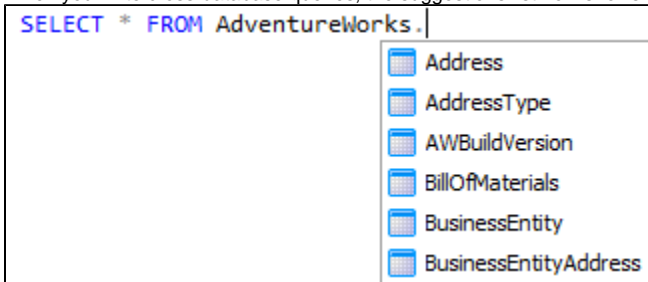 SELECT * FROM AdventureWorks.
Address
AddressType
AWBuildVersion
BillOfMaterials
BusinessEntity
BusinessEntityAddress